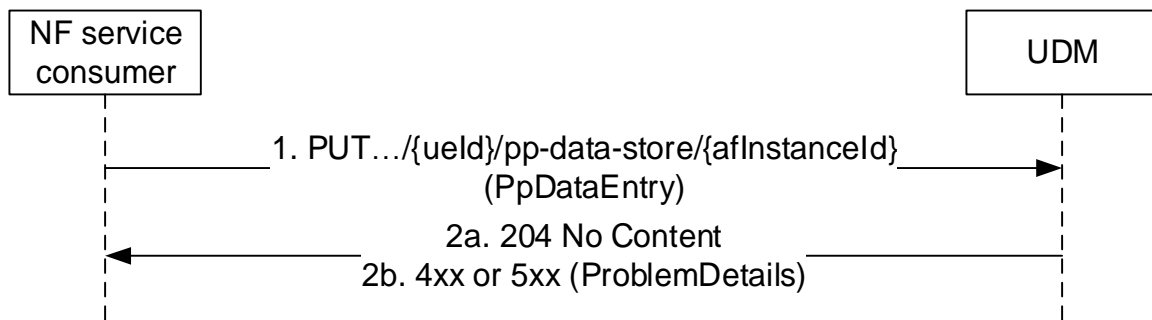 NF service
consumer
UDM
1. PUT…/{ueId}/pp-data-store/{afInstanceId}
(PpDataEntry)
2a. 204 No Content
2b. 4xx or 5xx (ProblemDetails)